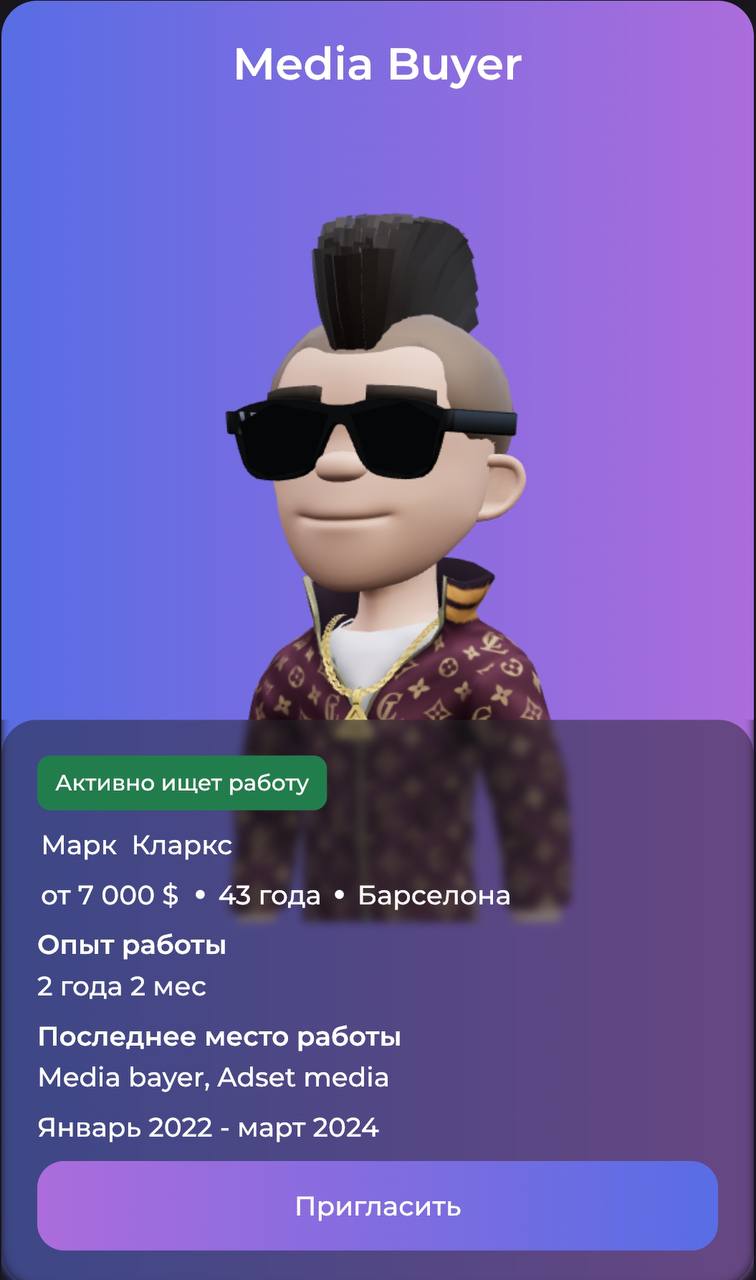 Media Buyer
Активно ищет работу
Марк Кларкс
от 7 000 $ • 43 года • Барселона
Опыт работы
2 года 2 мес
Последнее место работы
Media bayer, Adset media
Январь 2022 - март 2024
Пригласить